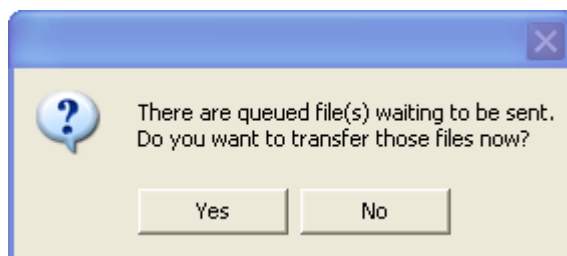 There are queued file(s) waiting to be sent.
Do you want to transfer those files now?
Yes
No